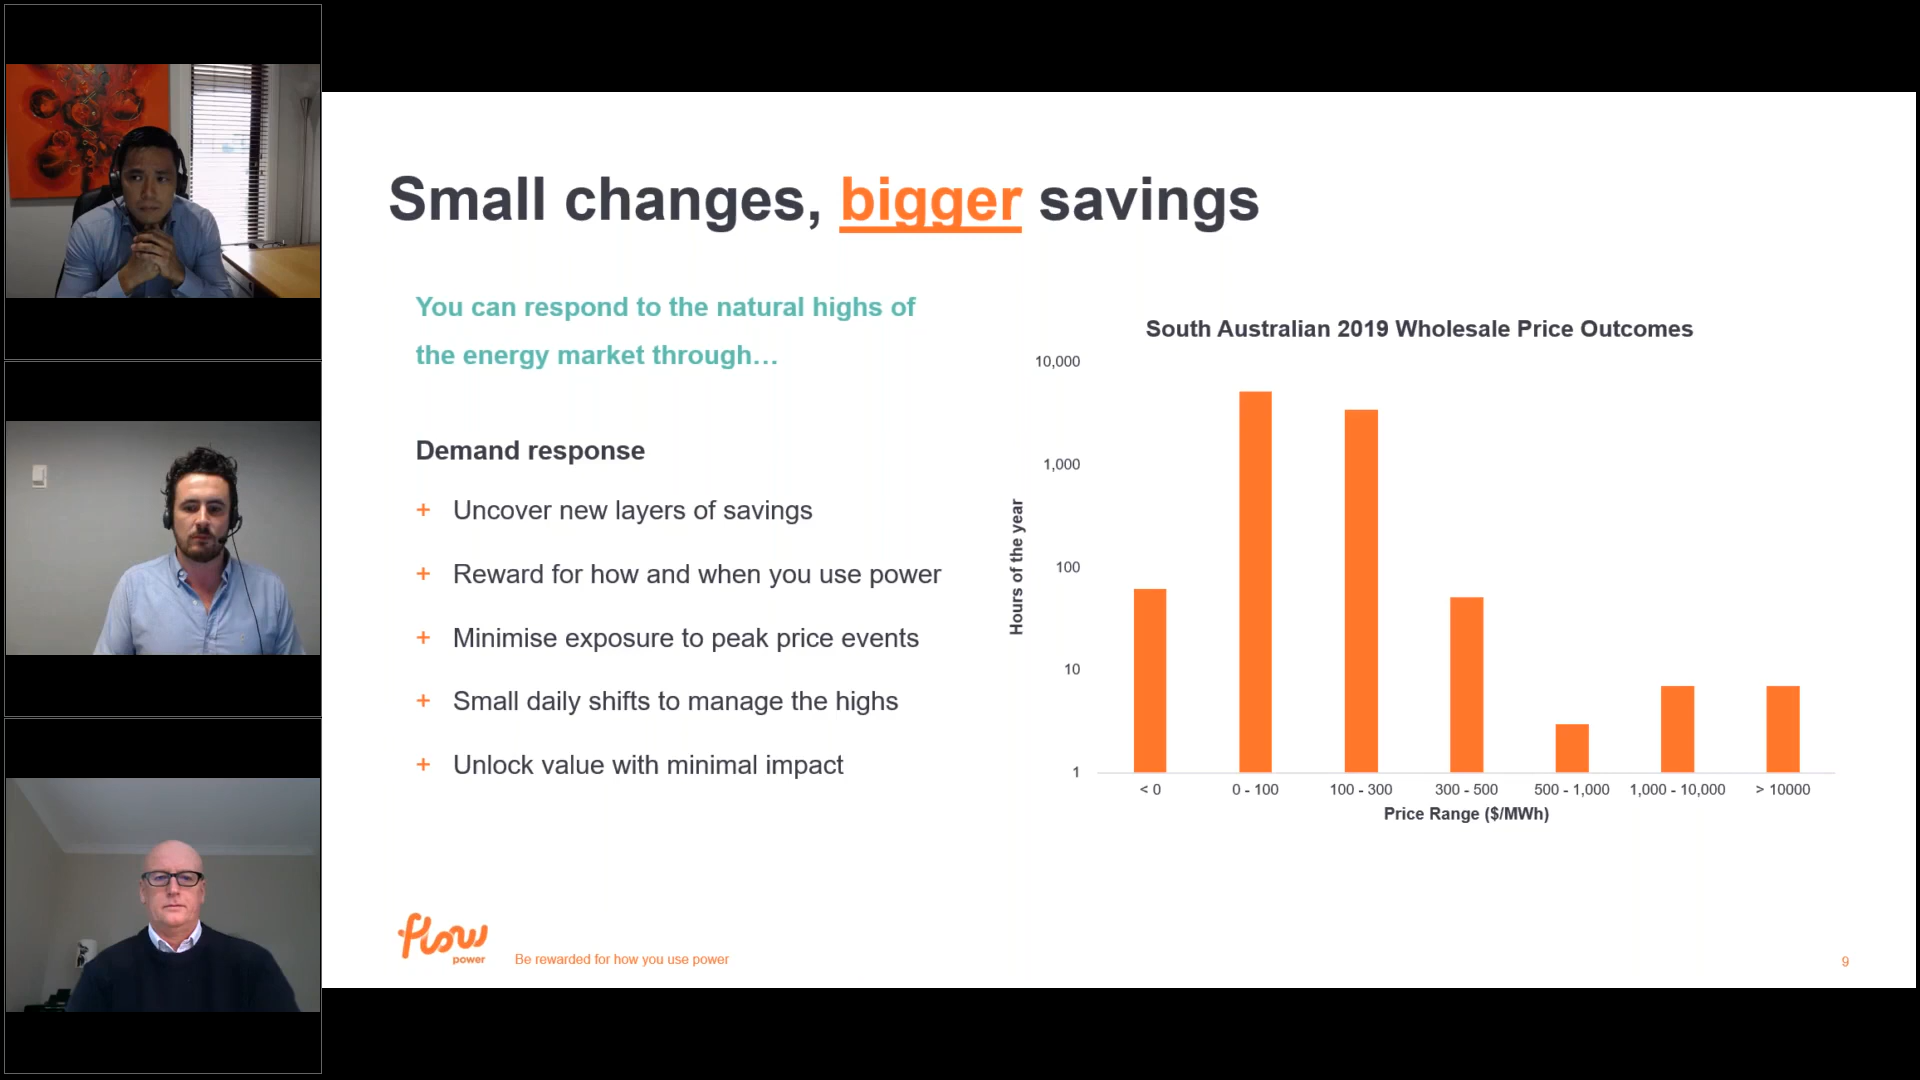 Small changes, bigger savings
You can respond to the natural highs of
the energy market through…
Demand response
+ Uncover new layers of savings
+ Reward for how and when you use power
+ Minimise exposure to peak price events
+ Small daily shifts to manage the highs
+ Unlock value with minimal impact
South Australian 2019 Wholesale Price Outcomes
Hours of the year
10,000
1,000
100
10
1
< 0 0 - 100 100 - 300 300 - 500 500 - 1,000 1,000 - 10,000 > 10000
Price Range ($/MWh)
flow
power
Be rewarded for how you use power
9